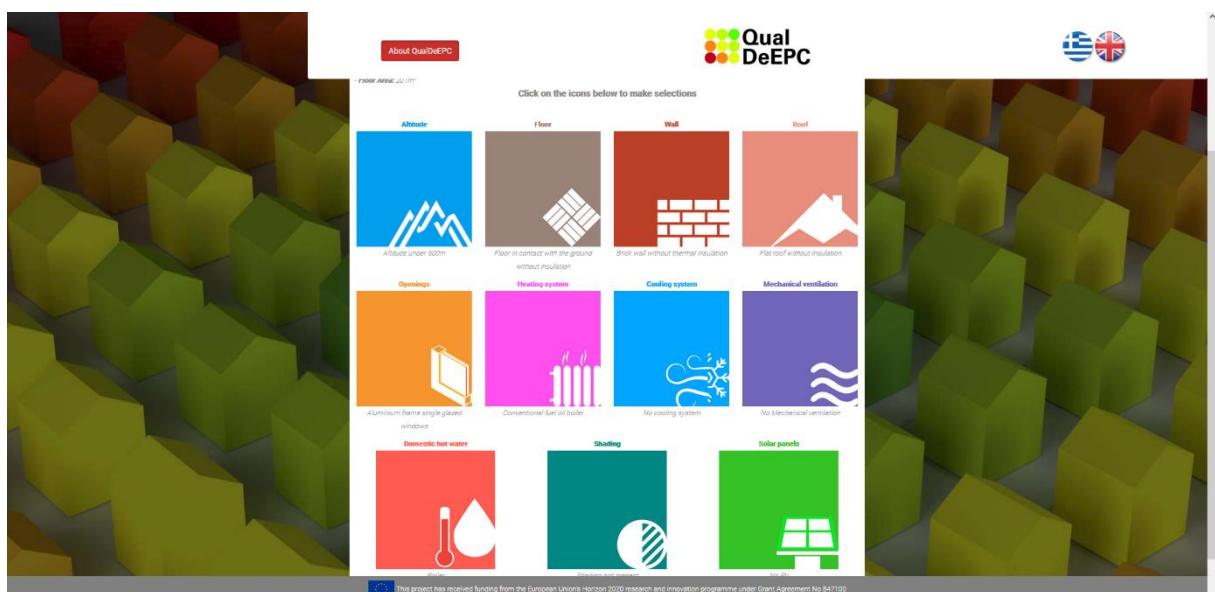 About QualDeEPC
Qual
DeEPC
- Floor Area:
Click on the icons below to make selections
Altitude
Floor
Wall
Roof
Altitude under 500m
Floor in contact with the ground
without insulation
Brick wall without thermal insulation
Flat roof without insulation
Openings
Heating system
Cooling system
Mechanical ventilation
Aluminium frame single glazed
windows
Conventional fuel oil boiler
No cooling system
No Mechanical ventilation
Domestic hot water
Shading
Solar panels
Boiler
Shading not present
No PV
This project has received funding from the European Union's Horizon 2020 research and innovation programme under Grant Agreement No 847100